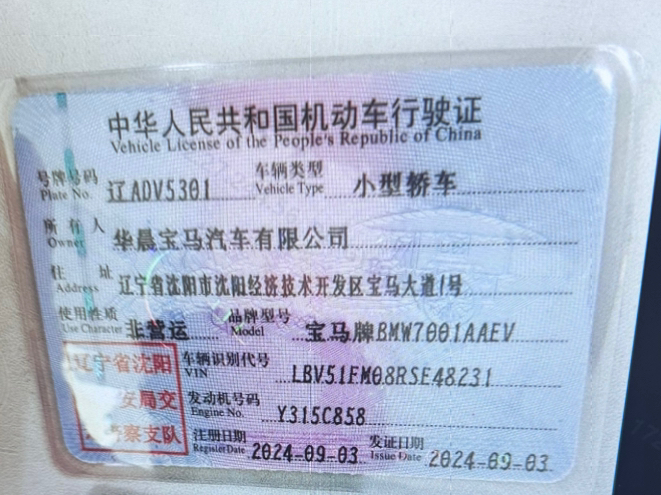 中华人民共和国机动车行驶证
Vehicle License of the People's Republic of China
号牌号码 辽ADV5301 车辆类型 小型轿车
Plate No. Vehicle Type
所有人 华晨宝马汽车有限公司
Owner
住址 辽宁省沈阳市沈阳经济技术开发区宝马大道1号
Address
使用性质 非营运 品牌型号 宝马牌BMW7001AAEV
Use Character Model
辽宁省沈阳 车辆识别代号 LBV51FM08RSE48231
VIN
安局交 发动机号码 Y315C858
Engine No.
警察支队 注册日期 2024-09-03 发证日期 2024-09-03
Register Date Issue Date